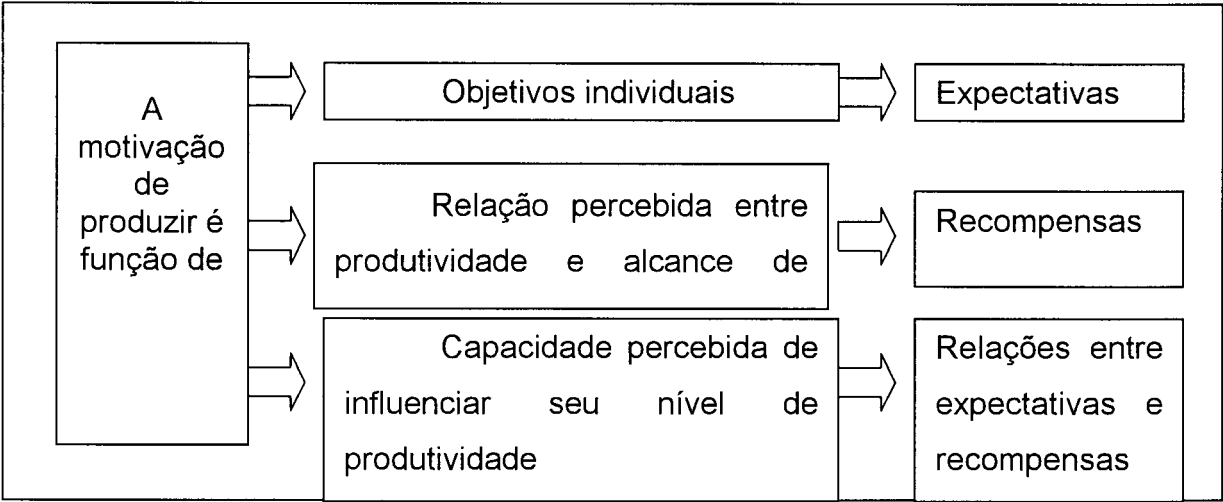 A
motivação
de
produzir é
função de
Objetivos individuais
Expectativas
Relação percebida entre
produtividade e alcance de
Recompensas
Capacidade percebida de
influenciar seu nível de
produtividade
Relações entre
expectativas e
recompensas